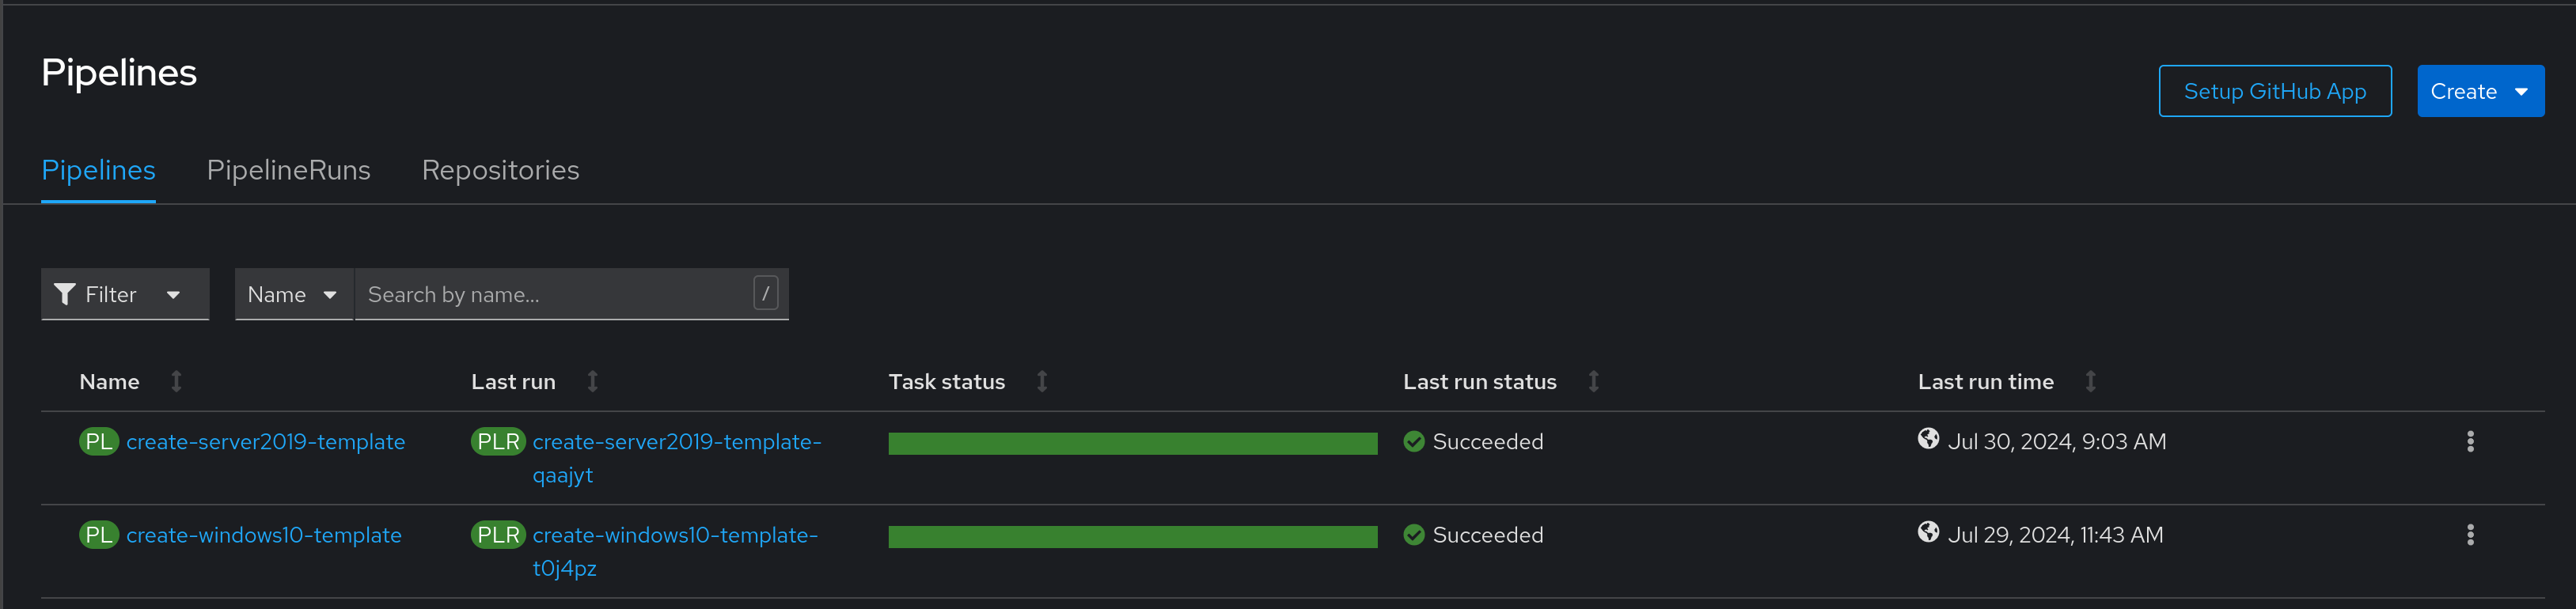 Pipelines
Setup GitHub App
Create
Pipelines PipelineRuns Repositories
Filter Name Search by name... /
Name Last run Task status Last run status Last run time
PL create-server2019-template PLR create-server2019-template- Succeeded Jul 30, 2024, 9:03 AM
qaajyt
PL create-windows10-template PLR create-windows10-template- Succeeded Jul 29, 2024, 11:43 AM
t0j4pz